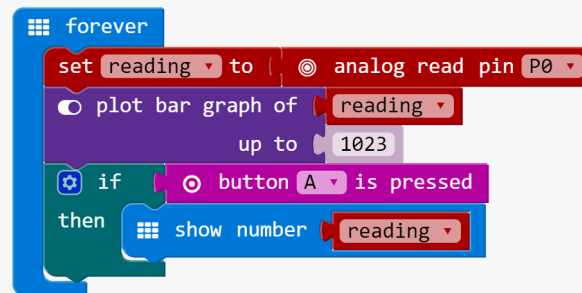 forever
set reading to analog read pin P0
plot bar graph of reading
up to 1023
if button A is pressed
then show number reading